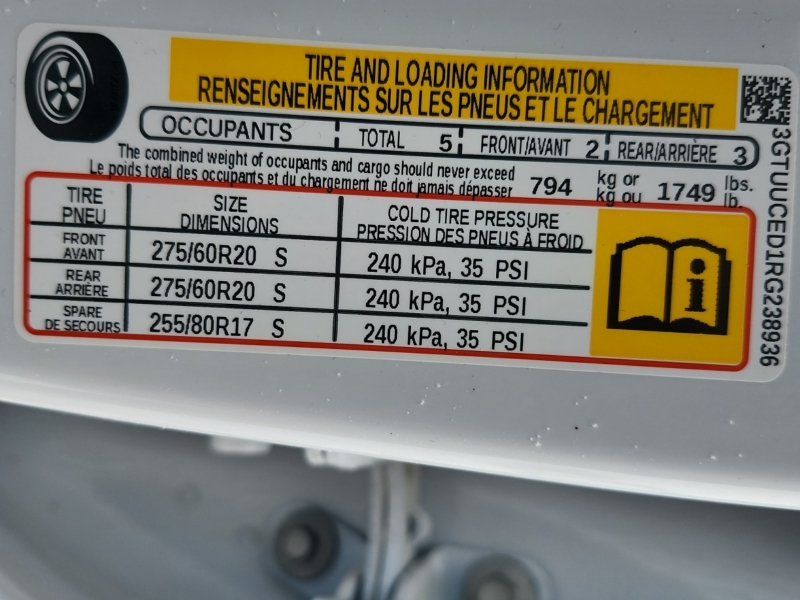 TIRE AND LOADING INFORMATION
RENSEIGNEMENTS SUR LES PNEUS ET LE CHARGEMENT
OCCUPANTS TOTAL 5 FRONT/AVANT 2 REAR/ARRIÈRE 3
The combined weight of occupants and cargo should never exceed
Le poids total des occupants et du chargement ne doit jamais dépasser
794 kg or 1749 lbs.
kg ou lb.
TIRE SIZE COLD TIRE PRESSURE
PNEU DIMENSIONS PRESSION DES PNEUS À FROID
FRONT
AVANT 275/60R20 S 240 kPa, 35 PSI
REAR
ARRIÈRE 275/60R20 S 240 kPa, 35 PSI
SPARE
DE SECOURS 255/80R17 S 240 kPa, 35 PSI
3GTUUCED1RG238936